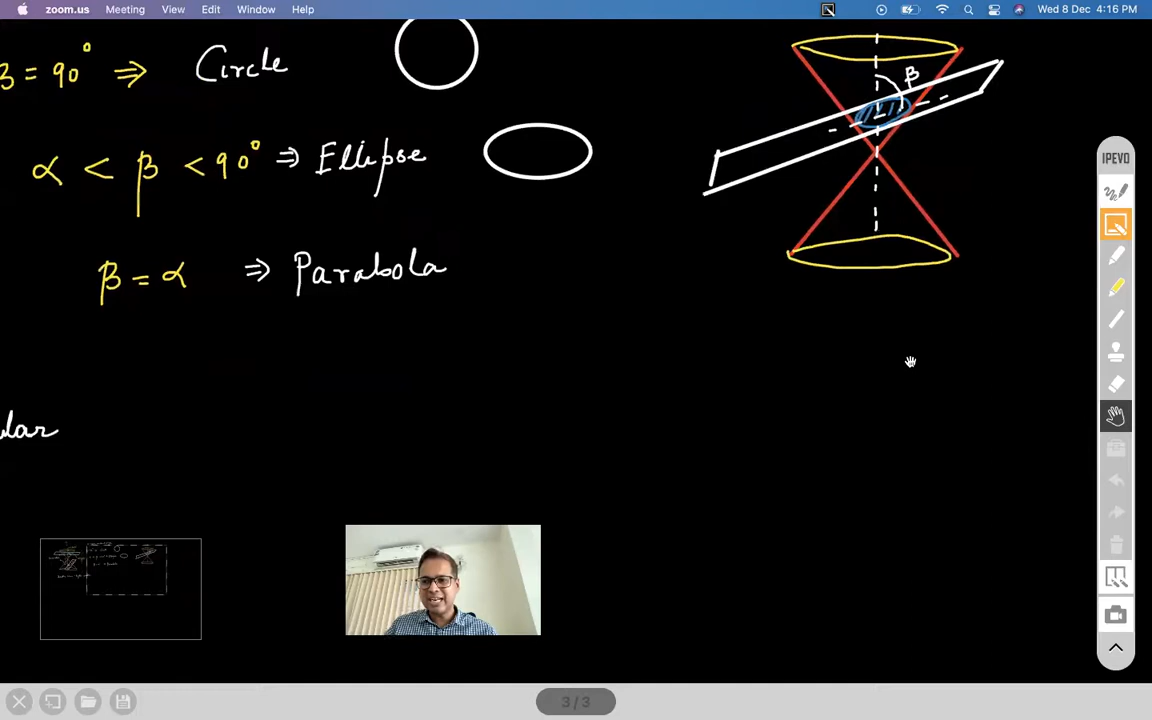 zoom.us Meeting View Edit Window Help Wed 8 Dec 4:16 PM
β = 90° ⇒ Circle
α < β < 90° ⇒ Ellipse
β = α ⇒ Parabola
β
lar
IPEVO
3 / 3